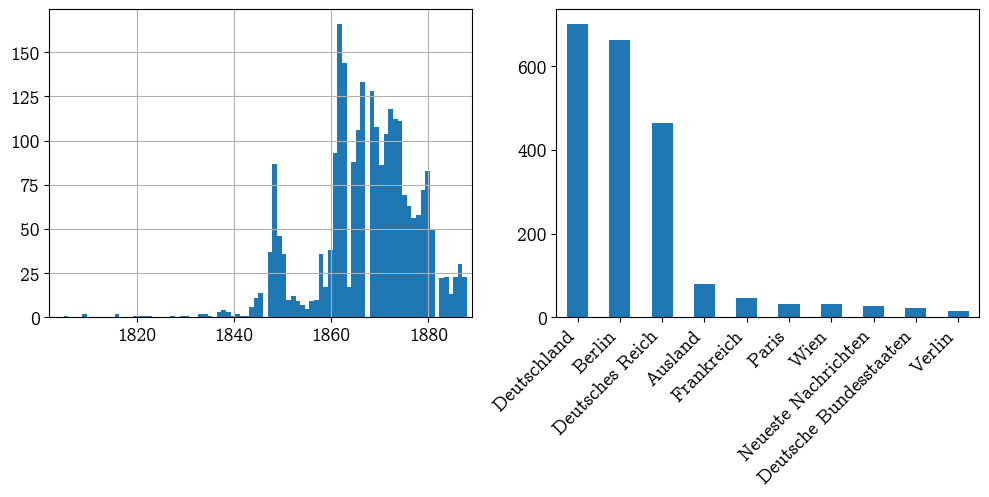 150
125
100
75
50
25
0
1820 1840 1860 1880
600
400
200
0
Deutschland
Berlin
Deutsches Reich
Ausland
Frankreich
Paris
Wien
Neueste Nachrichten
Deutsche Bundesstaaten
Verlin